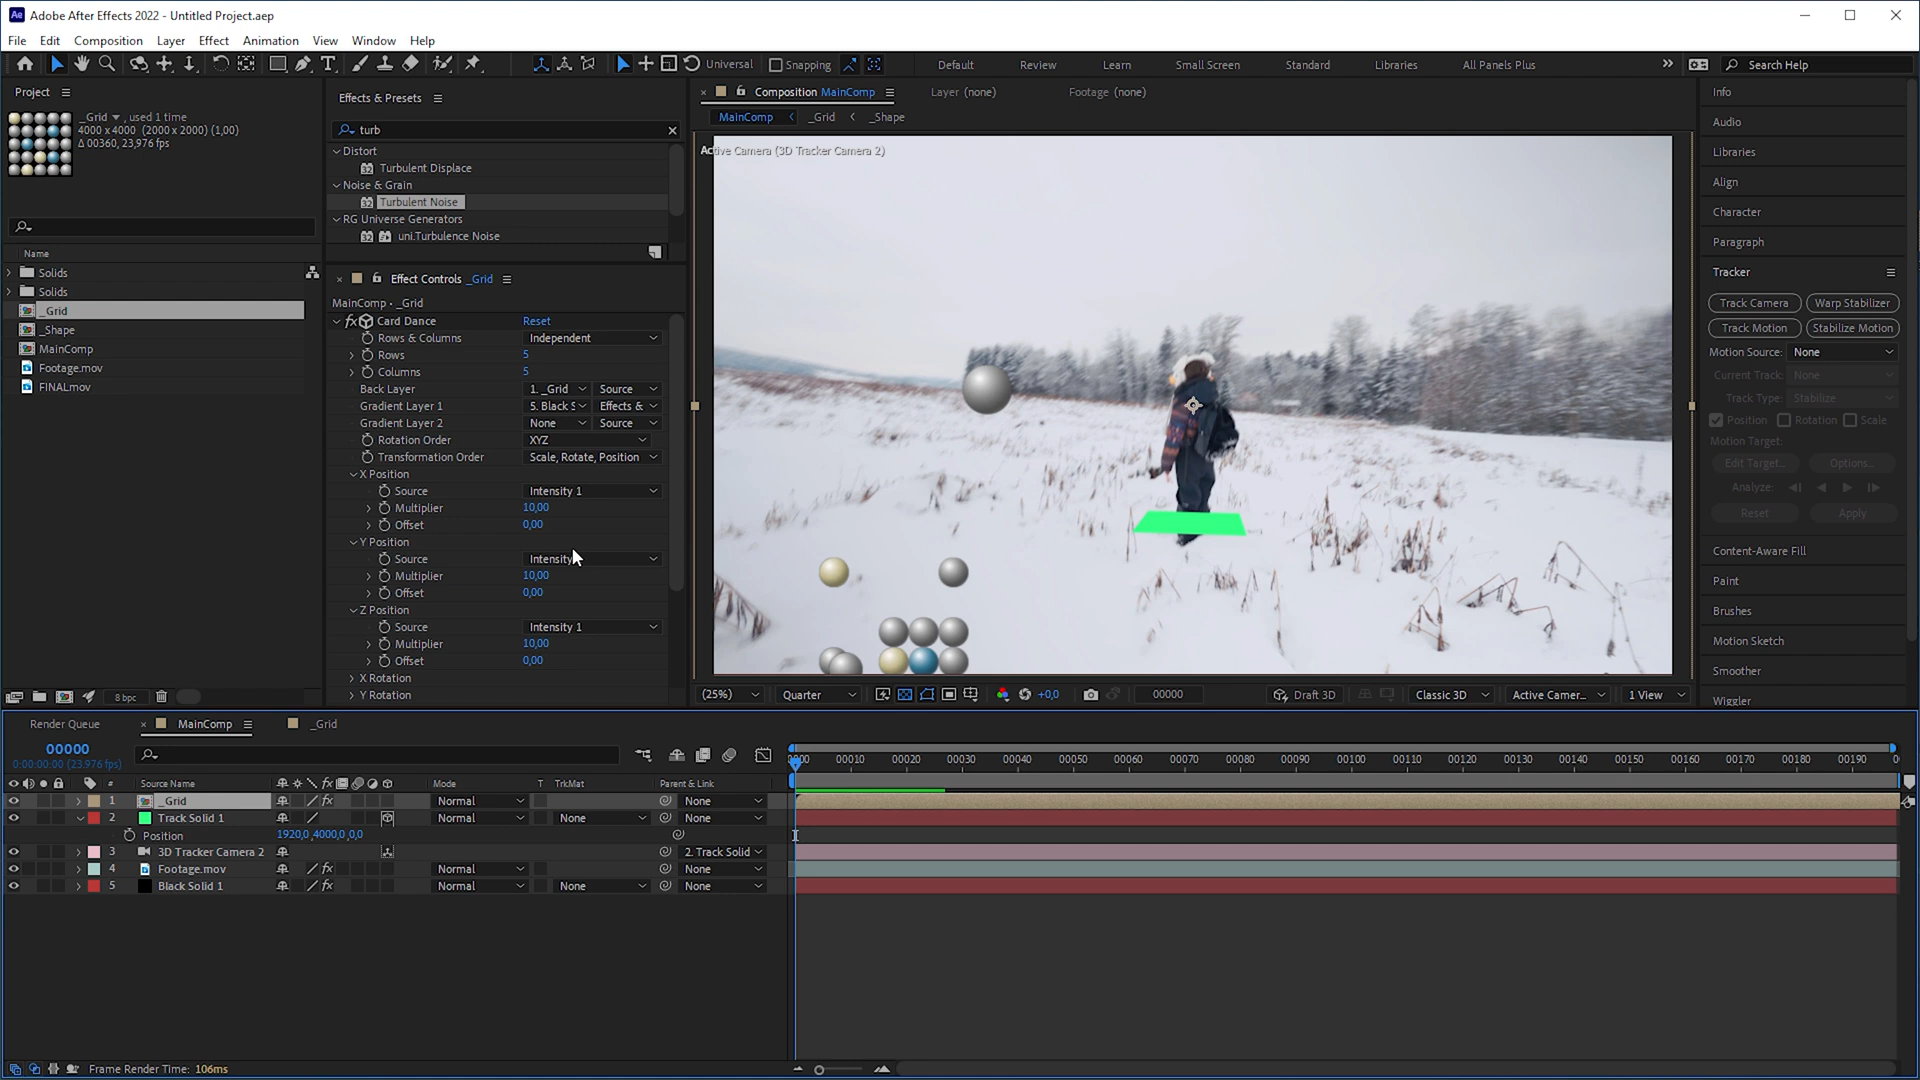 Adobe After Effects 2022 - Untitled Project.aep
File Edit Composition Layer Effect Animation View Window Help
Universal Snapping Default Review Learn Small Screen Standard Libraries All Panels Plus Search Help
Project
_Grid , used 1 time
4000 x 4000 (2000 x 2000) (1,00)
Δ 00360, 23,976 fps
Name
Solids
Solids
_Grid
_Shape
MainComp
Footage.mov
FINALmov
8 bpc
Effects & Presets
turb
Distort
Turbulent Displace
Noise & Grain
Turbulent Noise
RG Universe Generators
uni.Turbulence Noise
Effect Controls _Grid
MainComp • _Grid
fx Card Dance Reset
Rows & Columns Independent
Rows 5
Columns 5
Back Layer 1. _Grid Source
Gradient Layer 1 5. Black S Effects &
Gradient Layer 2 None Source
Rotation Order XYZ
Transformation Order Scale, Rotate, Position
X Position
Source Intensity 1
Multiplier 10,00
Offset 0,00
Y Position
Source Intensity
Multiplier 10,00
Offset 0,00
Z Position
Source Intensity 1
Multiplier 10,00
Offset 0,00
X Rotation
Y Rotation
Composition MainComp Layer (none) Footage (none)
MainComp _Grid _Shape
Active Camera (3D Tracker Camera 2)
(25%) Quarter +0,0 00000 Draft 3D Classic 3D Active Camer... 1 View
Info
Audio
Libraries
Align
Character
Paragraph
Tracker
Track Camera Warp Stabilizer
Track Motion Stabilize Motion
Motion Source: None
Current Track: None
Track Type: Stabilize
Position Rotation Scale
Motion Target:
Edit Target... Options...
Analyze:
Reset Apply
Content-Aware Fill
Paint
Brushes
Motion Sketch
Smoother
Wiggler
Render Queue MainComp _Grid
00000
0:00:00:00 (23.976 fps)
00010 00020 00030 00040 00050 00060 00070 00080 00090 00100 00110 00120 00130 00140 00150 00160 00170 00180 00190
# Source Name fx Mode T TrkMat Parent & Link
1 _Grid fx Normal None
2 Track Solid 1 Normal None None
Position 1920,0 ,4000,0 ,0,0
3 3D Tracker Camera 2 2. Track Solid
4 Footage.mov fx Normal None
5 Black Solid 1 fx Normal None None
Frame Render Time: 106ms